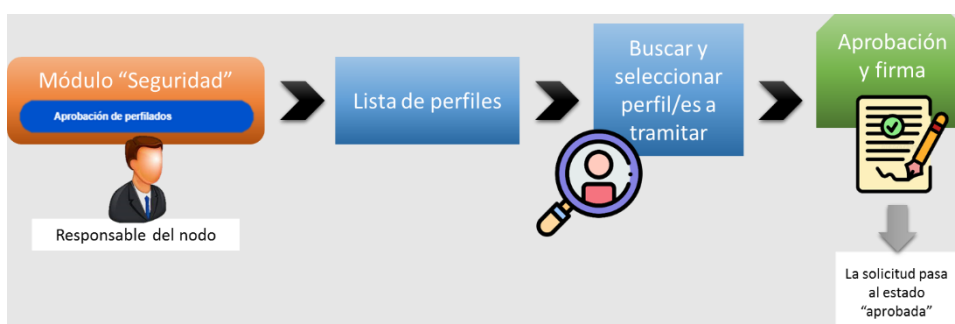 Módulo “Seguridad”
Aprobación de perfilados
Responsable del nodo
Lista de perfiles
Buscar y
seleccionar
perfil/es a
tramitar
Aprobación
y firma
La solicitud pasa
al estado
“aprobada”